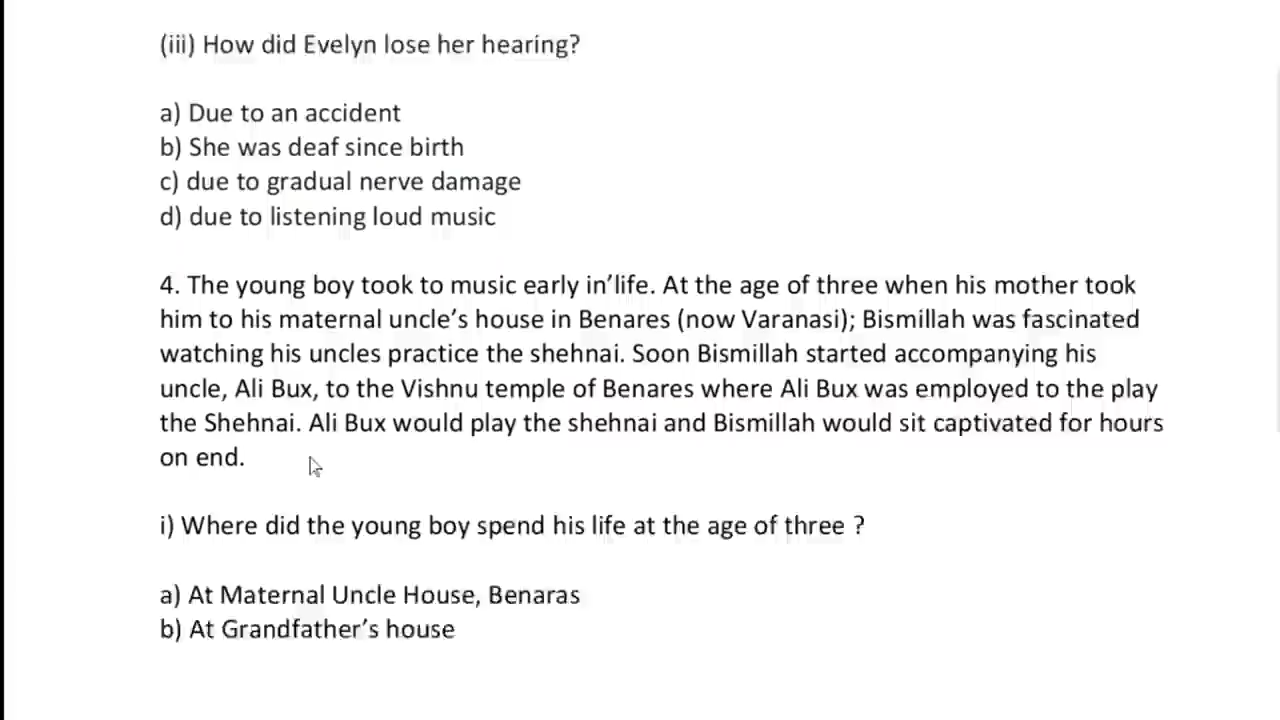 (iii) How did Evelyn lose her hearing?
a) Due to an accident
b) She was deaf since birth
c) due to gradual nerve damage
d) due to listening loud music
4. The young boy took to music early in’life. At the age of three when his mother took
him to his maternal uncle’s house in Benares (now Varanasi); Bismillah was fascinated
watching his uncles practice the shehnai. Soon Bismillah started accompanying his
uncle, Ali Bux, to the Vishnu temple of Benares where Ali Bux was employed to the play
the Shehnai. Ali Bux would play the shehnai and Bismillah would sit captivated for hours
on end.
i) Where did the young boy spend his life at the age of three ?
a) At Maternal Uncle House, Benaras
b) At Grandfather’s house